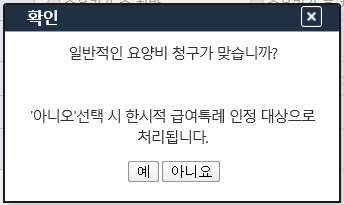 확인
일반적인 요양비 청구가 맞습니까?
'아니오'선택 시 한시적 급여특례 인정 대상으로
처리됩니다.
예 아니요